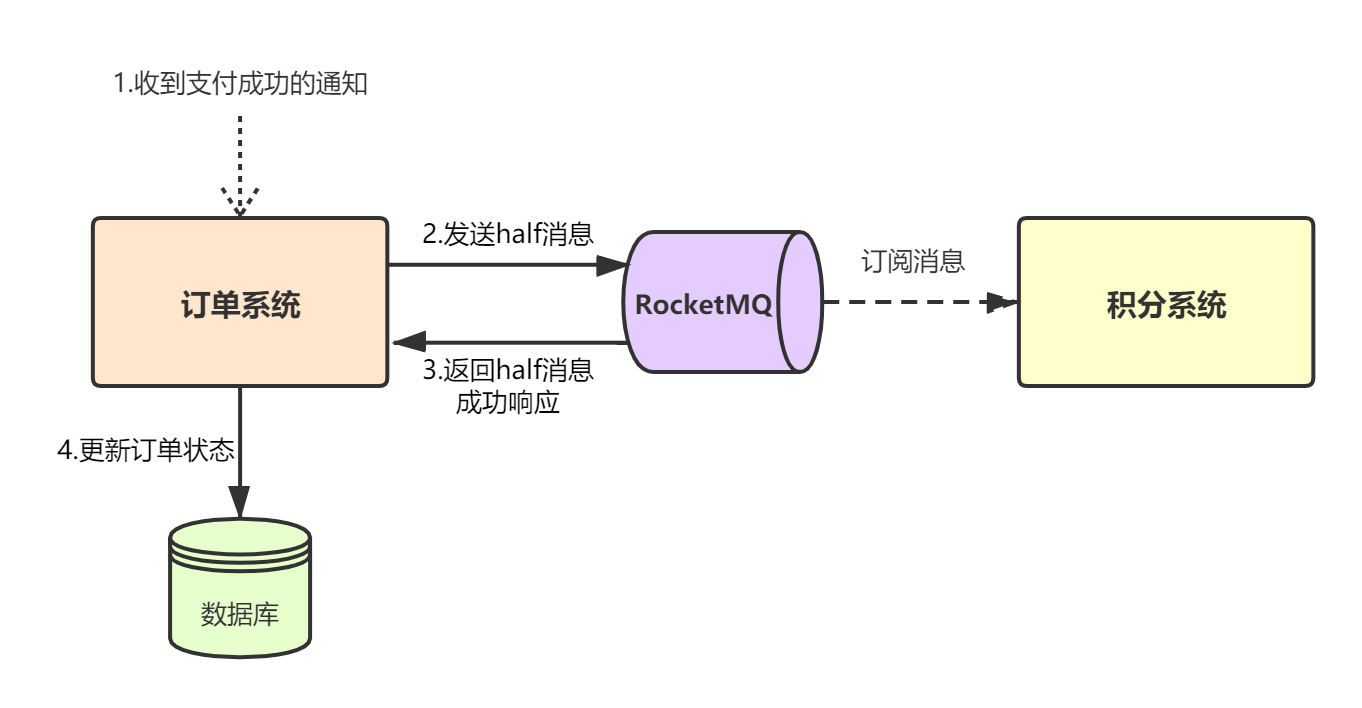 1.收到支付成功的通知
2.发送half消息
订阅消息
订单系统
RocketMQ
积分系统
3.返回half消息
成功响应
4.更新订单状态
数据库